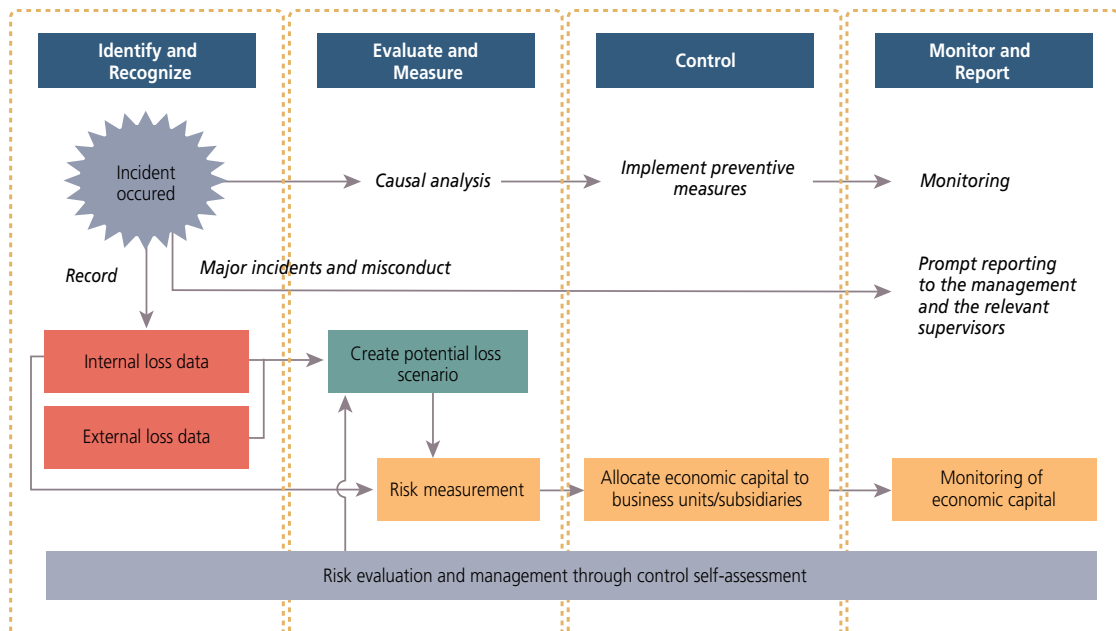 Identify and
Recognize
Evaluate and
Measure
Control
Monitor and
Report
Incident
occured
Causal analysis
Implement preventive
measures
Monitoring
Record
Major incidents and misconduct
Prompt reporting
to the management
and the relevant
supervisors
Internal loss data
Create potential loss
scenario
External loss data
Risk measurement
Allocate economic capital to
business units/subsidiaries
Monitoring of
economic capital
Risk evaluation and management through control self-assessment